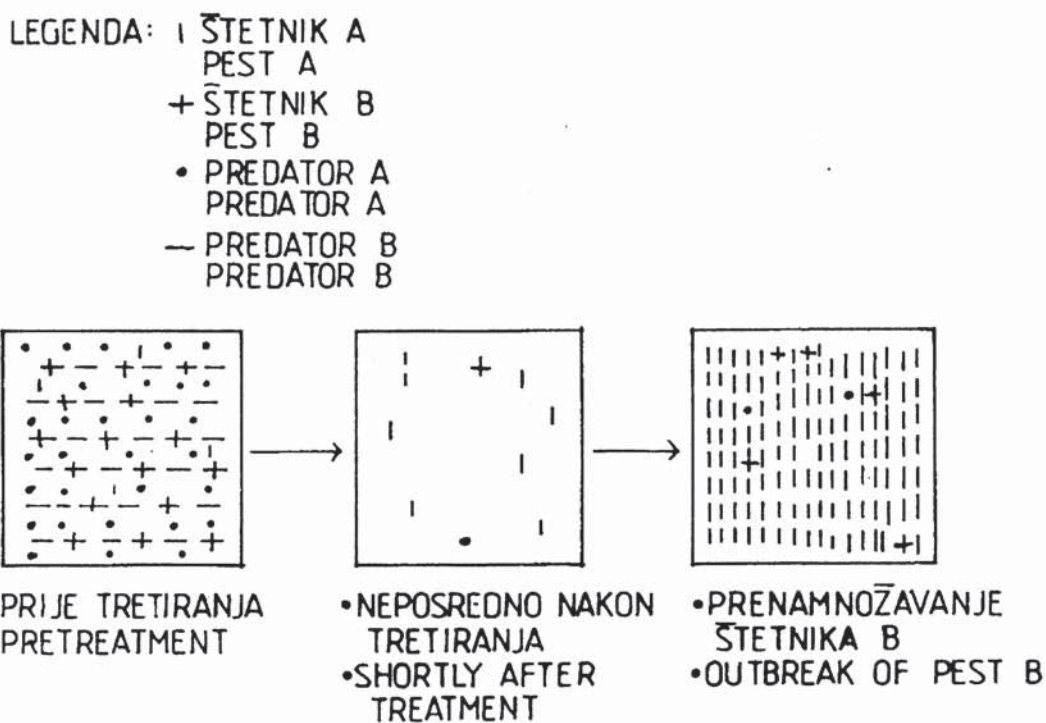 LEGENDA: | ŠTETNIK A
PEST A
+ ŠTETNIK B
PEST B
• PREDATOR A
PREDATOR A
— PREDATOR B
PREDATOR B
PRIJE TRETIRANJA
PRETREATMENT
•NEPOSREDNO NAKON
TRETIRANJA
•SHORTLY AFTER
TREATMENT
•PRENAMNOŽAVANJE
ŠTETNIKA B
•OUTBREAK OF PEST B